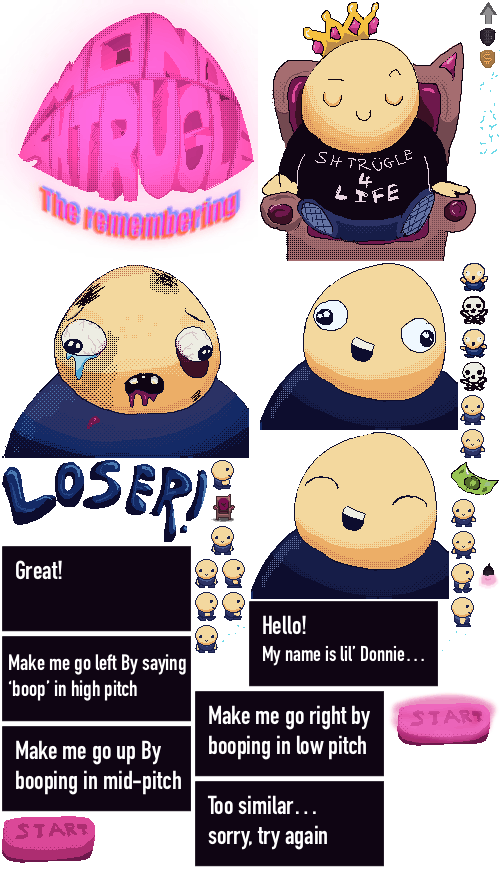 MONA
SHTRUGLE
The remembering
SHTRUGLE
4
LIFE
LOSER!
Great!
Hello!
My name is lil’ Donnie...
Make me go left By saying
‘boop’ in high pitch
Make me go right by
booping in low pitch
Make me go up By
booping in mid-pitch
Too similar...
sorry, try again
START
START